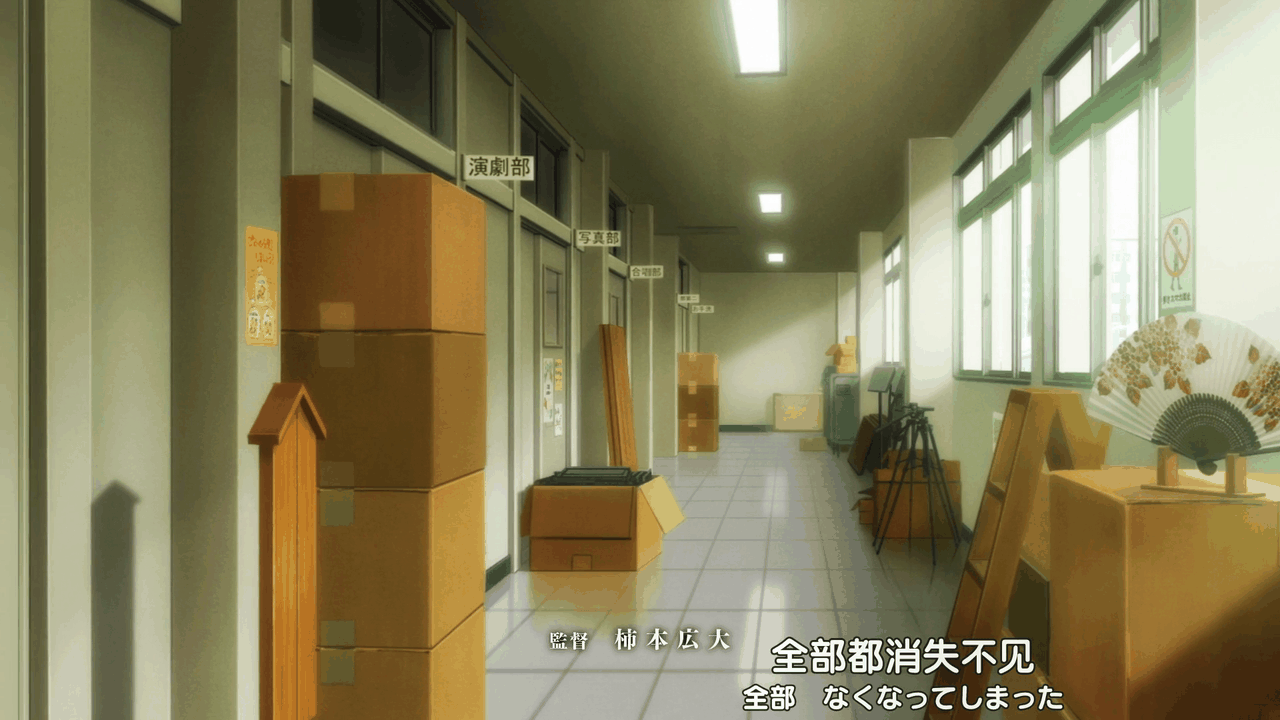 演劇部
写真部
合唱部
監督 柿本広大
全部都消失不见
全部 なくなってしまった